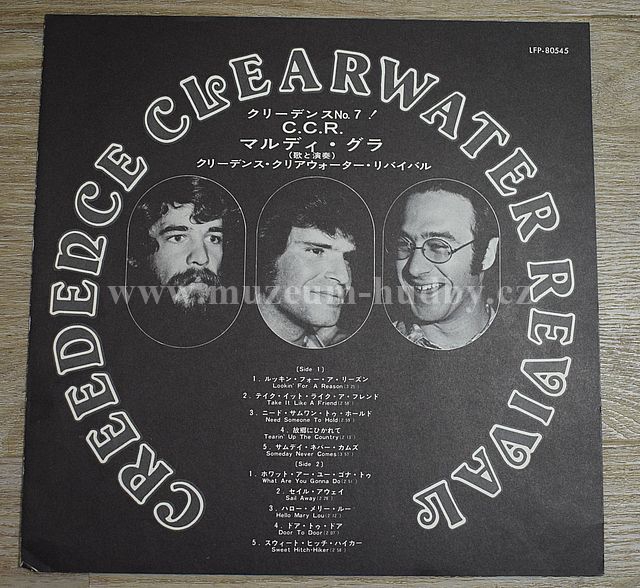 LFP-80545
CREEDENCE CLEARWATER REVIVAL
クリーデンスNo.7!
C.C.R.
マルディ・グラ
(歌と演奏)
クリーデンス・クリアウォーター・リバイバル
www.muzeum-hudby.cz
(Side 1)
1. ルッキン・フォー・ア・リーズン
Lookin' For A Reason (3:25)
2. テイク・イット・ライク・ア・フレンド
Take It Like A Friend
3. ニード・サムワン・トゥ・ホールド
Need Someone To Hold
4. 故郷にひかれて
Tearin' Up The Country
5. サムデイ・ネバー・カムズ
Someday Never Comes
(Side 2)
1. ホワット・アー・ユー・ゴナ・ドゥ
What Are You Gonna Do
2. セイル・アウェイ
Sail Away
3. ハロー・メリー・ルー
Hello Mary Lou
4. ドア・トゥ・ドア
Door To Door
5. スウィート・ヒッチ・ハイカー
Sweet Hitch-Hiker